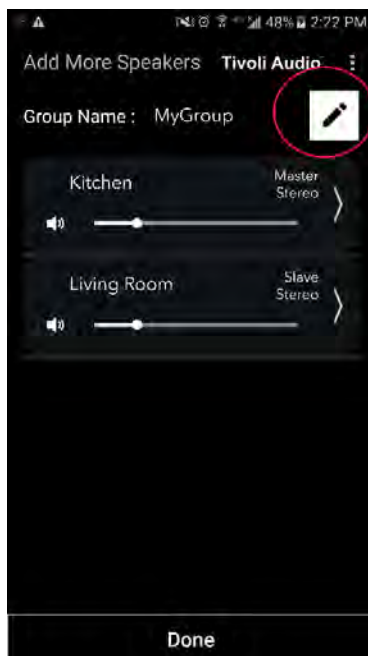 48% 2:22 PM
Add More Speakers Tivoli Audio
Group Name : MyGroup
Kitchen
Master
Stereo
Living Room
Slave
Stereo
Done